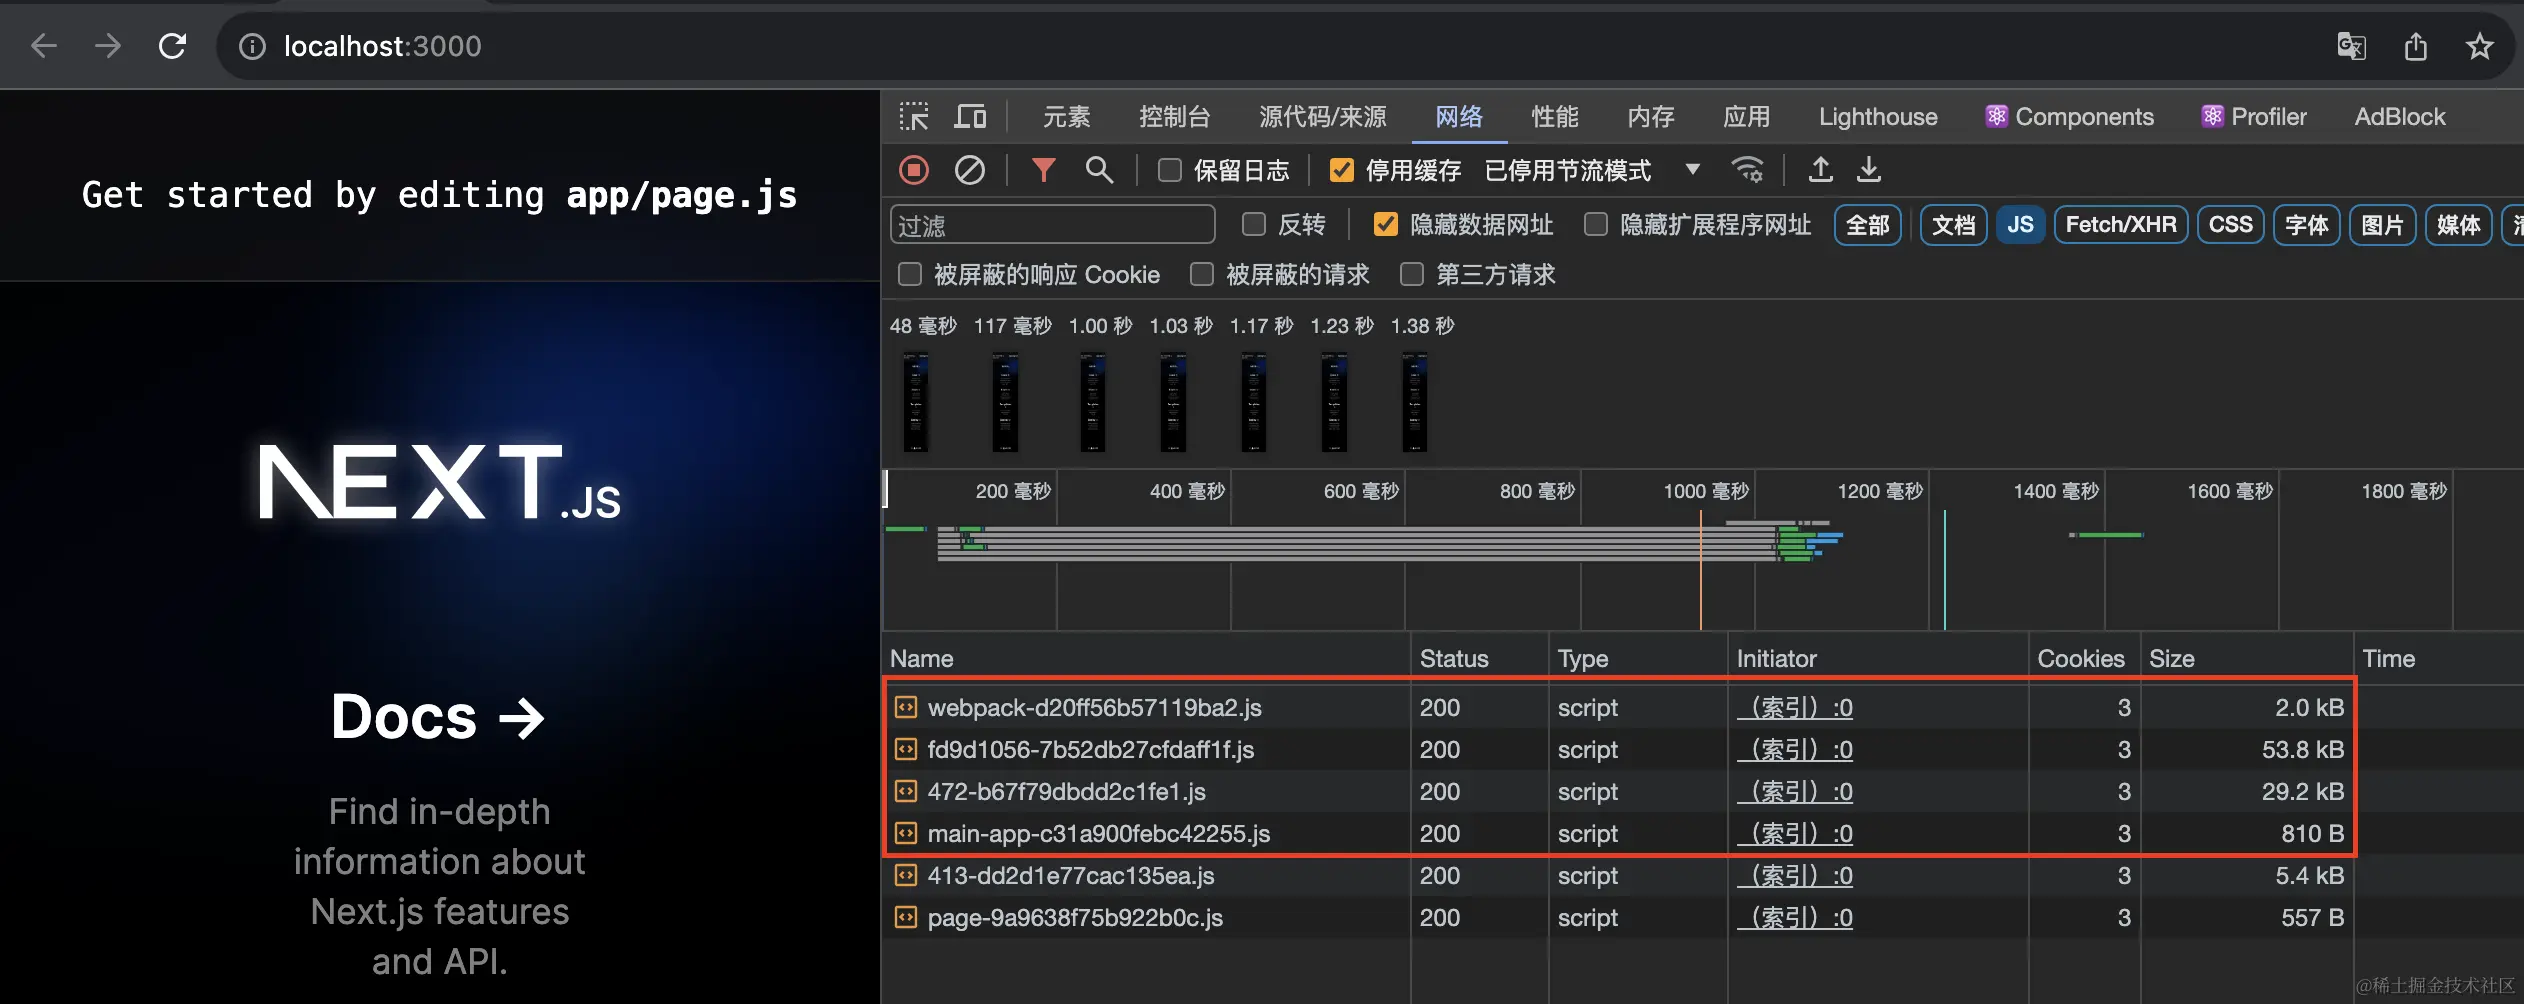 localhost:3000
Get started by editing app/page.js
NEXT.JS
Docs →
Find in-depth
information about
Next.js features
and API.
元素 控制台 源代码/来源 网络 性能 内存 应用 Lighthouse Components Profiler AdBlock
保留日志 停用缓存 已停用节流模式
过滤 反转 隐藏数据网址 隐藏扩展程序网址 全部 文档 JS Fetch/XHR CSS 字体 图片 媒体
被屏蔽的响应 Cookie 被屏蔽的请求 第三方请求
48 毫秒 117 毫秒 1.00 秒 1.03 秒 1.17 秒 1.23 秒 1.38 秒
200 毫秒 400 毫秒 600 毫秒 800 毫秒 1000 毫秒 1200 毫秒 1400 毫秒 1600 毫秒 1800 毫秒
Name Status Type Initiator Cookies Size Time
webpack-d20ff56b57119ba2.js 200 script （索引）:0 3 2.0 kB
fd9d1056-7b52db27cfdaff1f.js 200 script （索引）:0 3 53.8 kB
472-b67f79dbdd2c1fe1.js 200 script （索引）:0 3 29.2 kB
main-app-c31a900febc42255.js 200 script （索引）:0 3 810 B
413-dd2d1e77cac135ea.js 200 script （索引）:0 3 5.4 kB
page-9a9638f75b922b0c.js 200 script （索引）:0 3 557 B
@稀土掘金技术社区